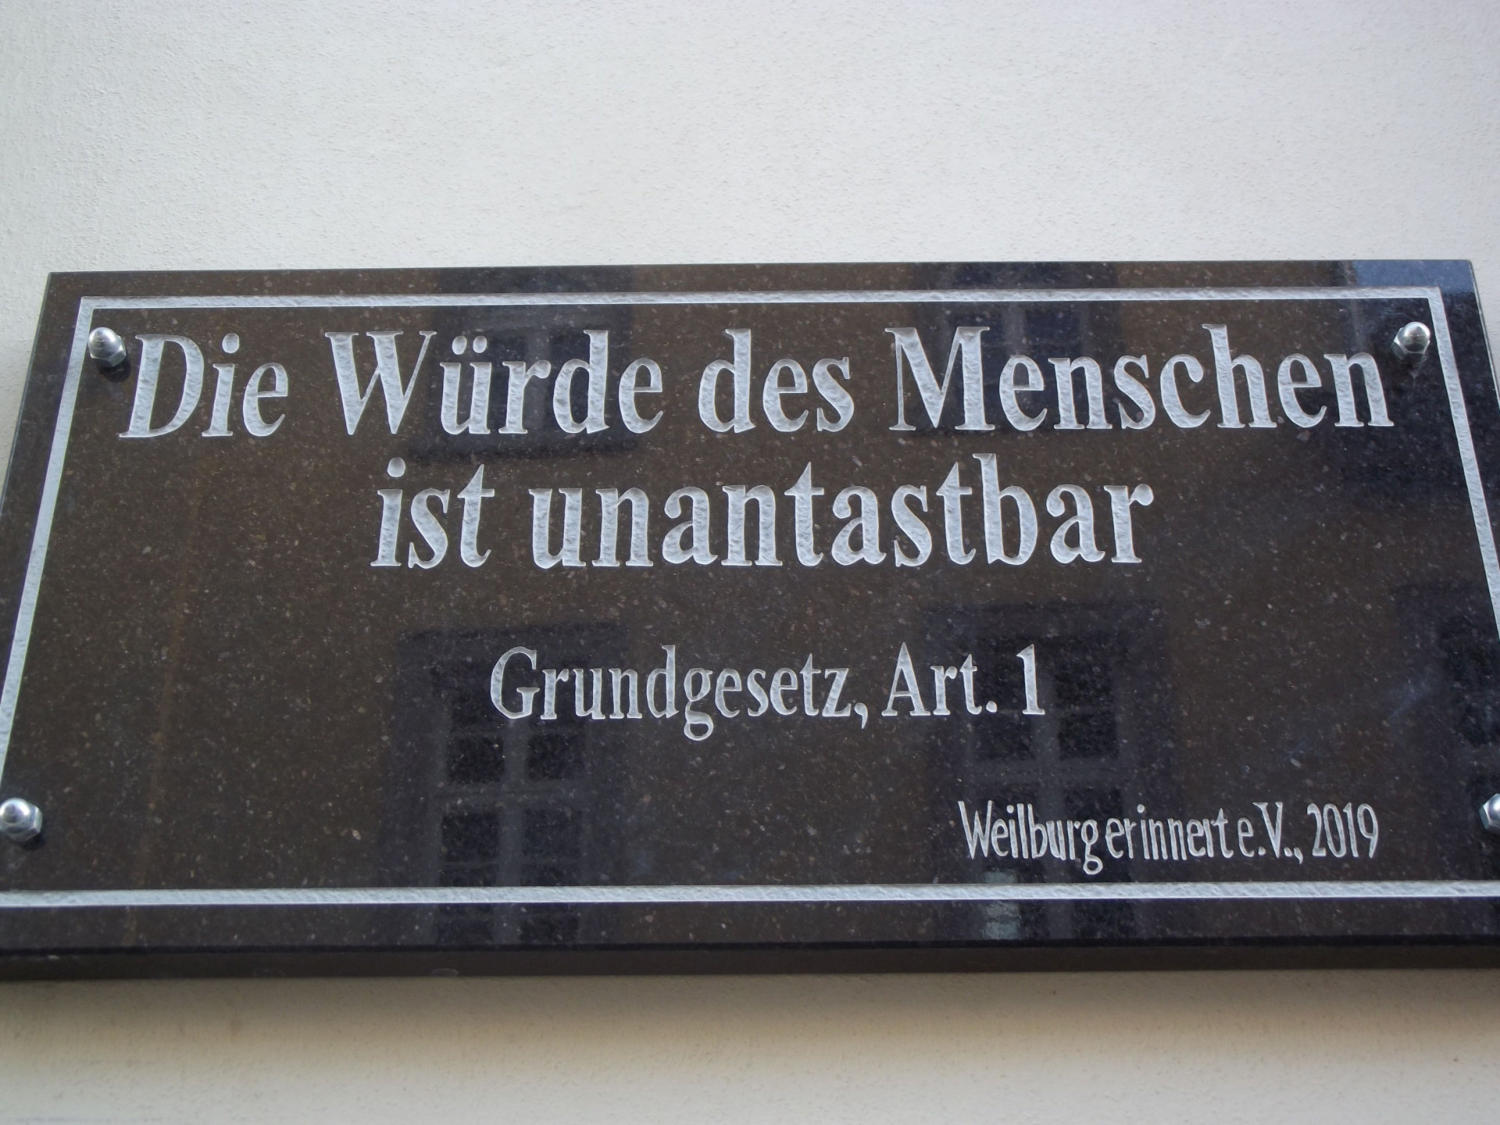 Die Würde des Menschen
ist unantastbar
Grundgesetz, Art. 1
Weilburg erinnert e.V., 2019